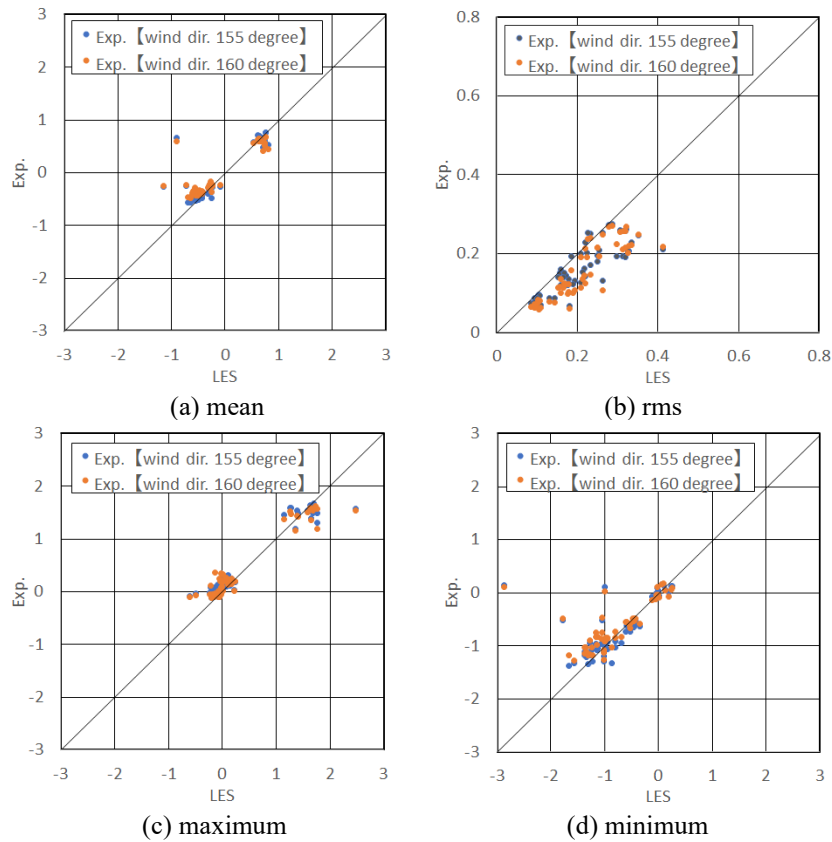 3
2
1
0
-1
-2
-3
Exp.
Exp.【wind dir. 155 degree】
Exp.【wind dir. 160 degree】
-3 -2 -1 0 1 2 3
LES
(a) mean
0.8
0.6
0.4
0.2
0
Exp.
Exp.【wind dir. 155 degree】
Exp.【wind dir. 160 degree】
0 0.2 0.4 0.6 0.8
LES
(b) rms
3
2
1
0
-1
-2
-3
Exp.
Exp.【wind dir. 155 degree】
Exp.【wind dir. 160 degree】
-3 -2 -1 0 1 2 3
LES
(c) maximum
3
2
1
0
-1
-2
-3
Exp.
Exp.【wind dir. 155 degree】
Exp.【wind dir. 160 degree】
-3 -2 -1 0 1 2 3
LES
(d) minimum